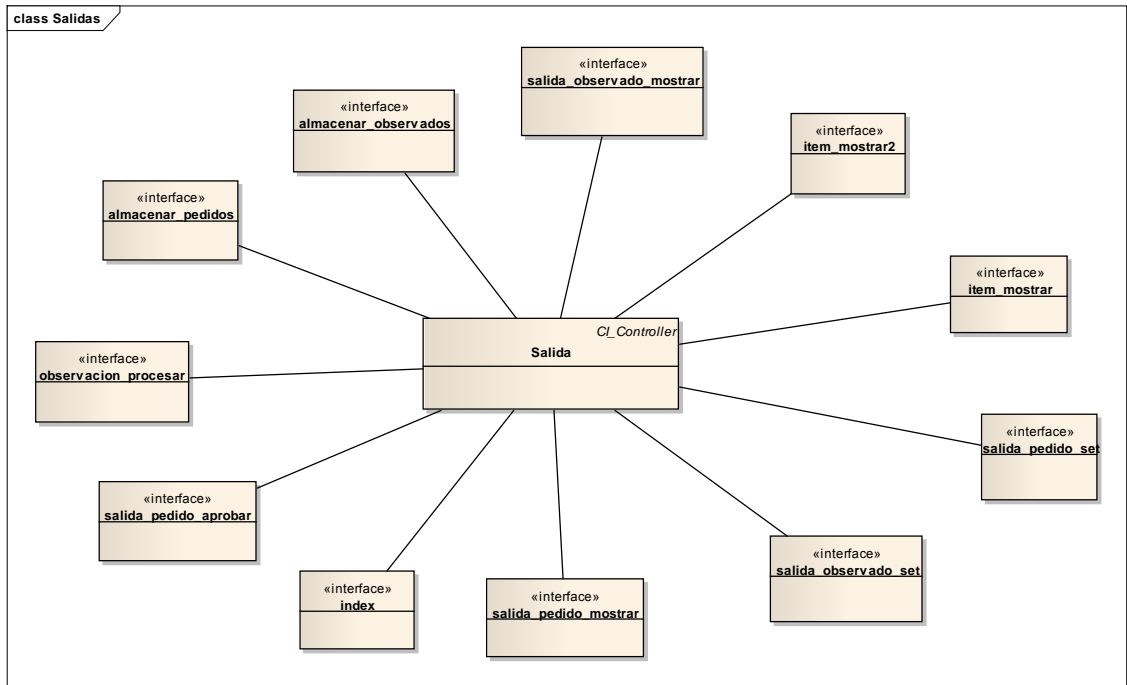 class Salidas
«interface»
salida_observado_mostrar
«interface»
almacenar_observados
«interface»
item_mostrar2
«interface»
almacenar_pedidos
«interface»
item_mostrar
CI_Controller
Salida
«interface»
observacion_procesar
«interface»
salida_pedido_set
«interface»
salida_pedido_aprobar
«interface»
salida_observado_set
«interface»
index
«interface»
salida_pedido_mostrar